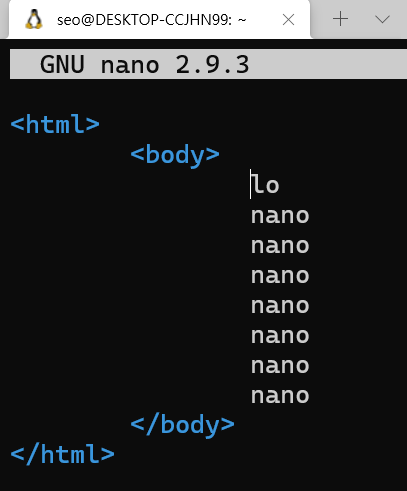 seo@DESKTOP-CCJHN99: ~
GNU nano 2.9.3
<html>
<body>
lo
nano
nano
nano
nano
nano
nano
nano
</body>
</html>